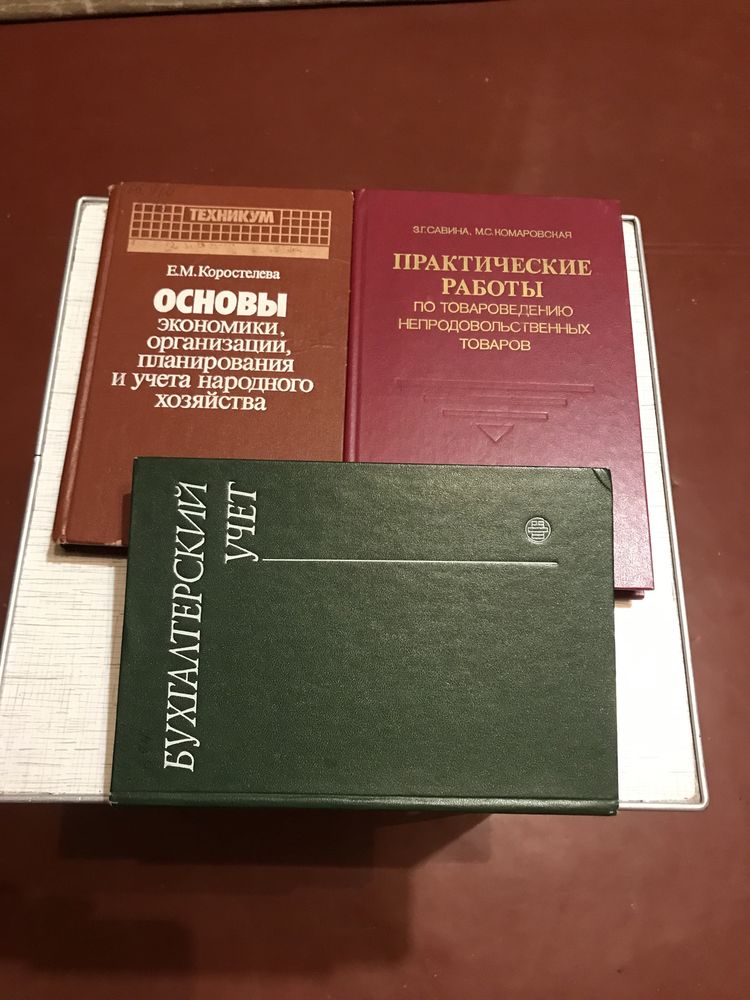 ТЕХНИКУМ
Е.М. Коростелева
ОСНОВЫ
экономики,
организации,
планирования
и учета народного
хозяйства
З.Г. САВИНА, М.С. КОМАРОВСКАЯ
ПРАКТИЧЕСКИЕ
РАБОТЫ
ПО ТОВАРОВЕДЕНИЮ
НЕПРОДОВОЛЬСТВЕННЫХ
ТОВАРОВ
БУХГАЛТЕРСКИЙ
УЧЕТ